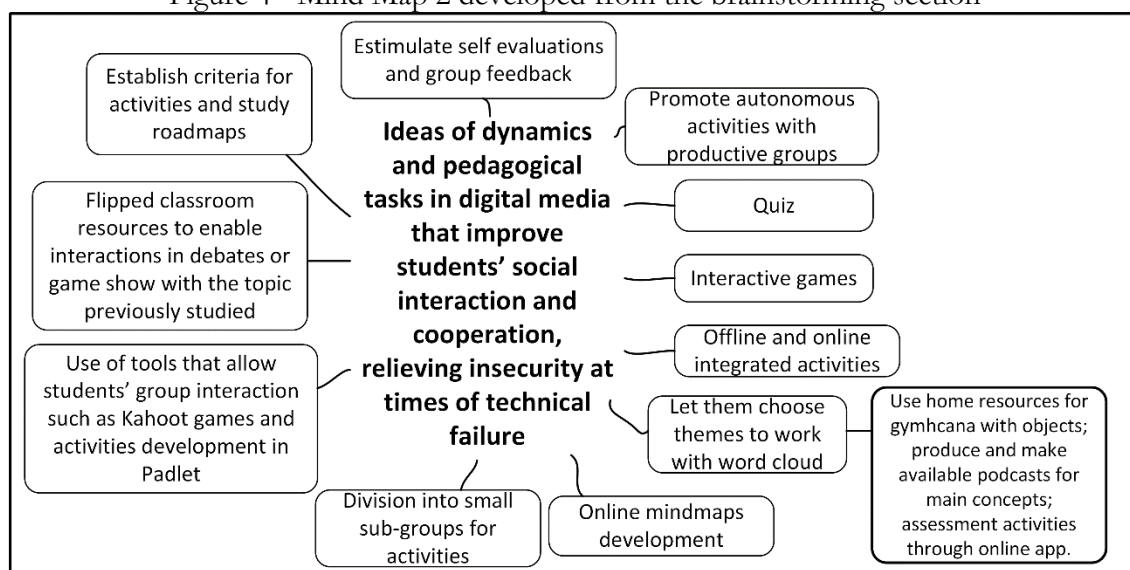 Figure 4 - Mind Map 2 developed from the brainstorming section
Estimulate self evaluations
and group feedback
Establish criteria for
activities and study
roadmaps
Promote autonomous
activities with
productive groups
Ideas of dynamics
and pedagogical
tasks in digital media
that improve
students’ social
interaction and
cooperation,
relieving insecurity at
times of technical
failure
Flipped classroom
resources to enable
interactions in debates or
game show with the topic
previously studied
Quiz
Interactive games
Use of tools that allow
students’ group interaction
such as Kahoot games and
activities development in
Padlet
Offline and online
integrated activities
Let them choose
themes to work
with word cloud
Use home resources for
gymhcana with objects;
produce and make
available podcasts for
main concepts;
assessment activities
through online app.
Division into small
sub-groups for
activities
Online mindmaps
development